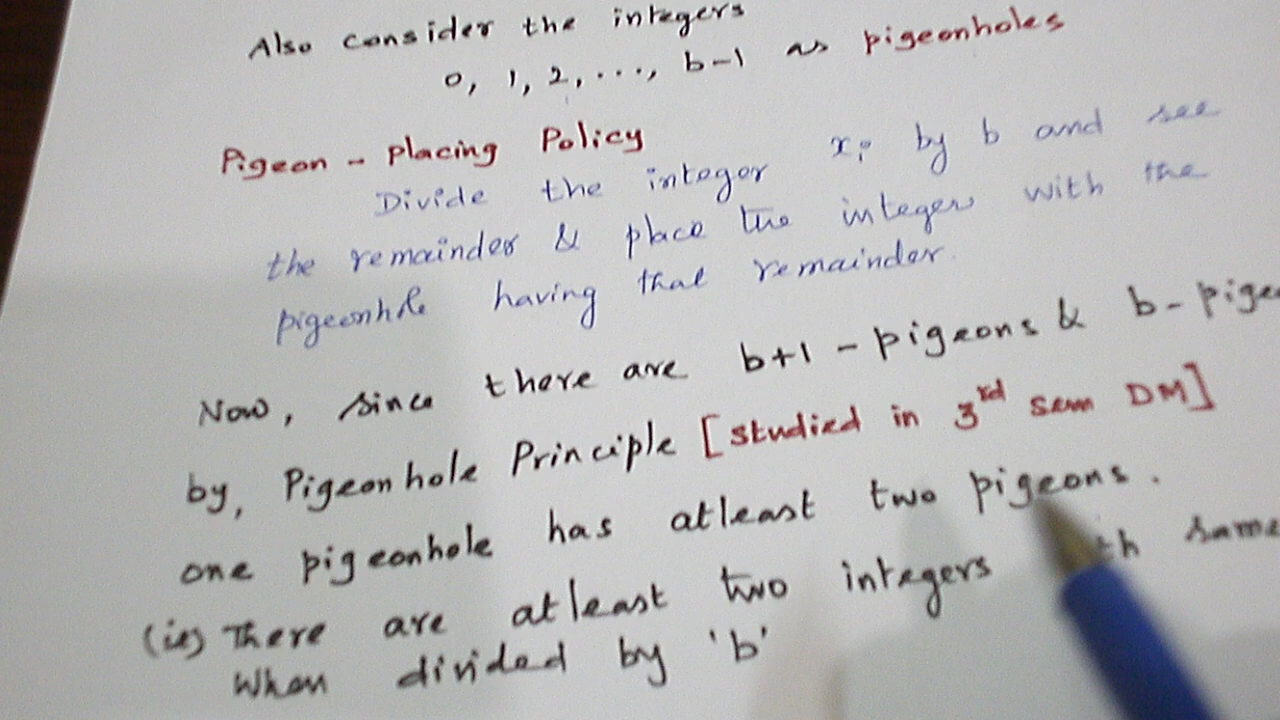 Also consider the integers
0, 1, 2, ..., b-1 as pigeonholes
Pigeon - placing Policy
Divide the integer xi by b and see
the remainder & place the integer with the
pigeonhole having that remainder.
Now, since there are b+1 - pigeons & b - pige
by, Pigeonhole Principle [studied in 3rd sem DM]
one pigeonhole has atleast two pigeons.
(ie) There are atleast two integers same
When divided by 'b'